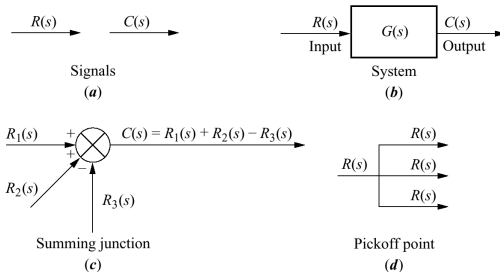 R(s)
C(s)
Signals
(a)
R(s)
Input
G(s)
C(s)
Output
System
(b)
R₁(s)
+
+
−
C(s) = R₁(s) + R₂(s) − R₃(s)
R₂(s)
R₃(s)
Summing junction
(c)
R(s)
R(s)
R(s)
R(s)
Pickoff point
(d)